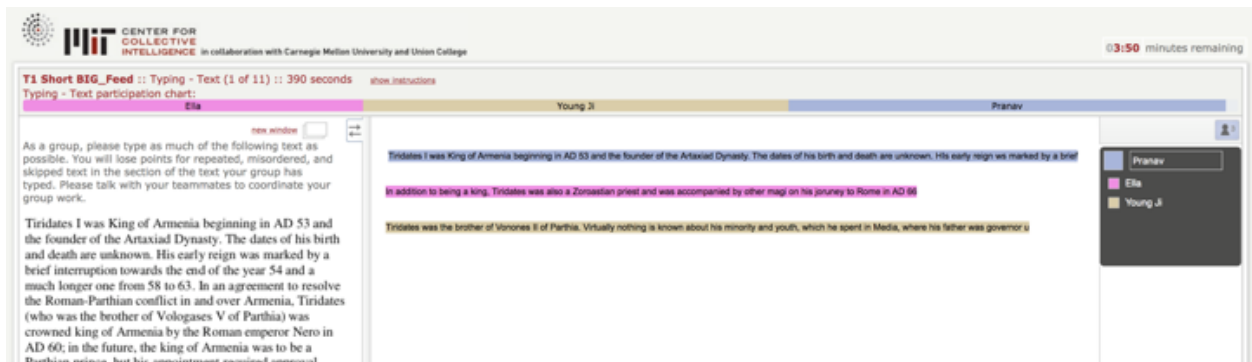 CENTER FOR
COLLECTIVE
INTELLIGENCE in collaboration with Carnegie Mellon University and Union College
03:50 minutes remaining
T1 Short BIG_Feed :: Typing - Text (1 of 11) :: 390 seconds show instructions
Typing - Text participation chart:
Ella Young Ji Pranav
new window
As a group, please type as much of the following text as
possible. You will lose points for repeated, misordered, and
skipped text in the section of the text your group has
typed. Please talk with your teammates to coordinate your
group work.
Tiridates I was King of Armenia beginning in AD 53 and
the founder of the Artaxiad Dynasty. The dates of his birth
and death are unknown. His early reign was marked by a
brief interruption towards the end of the year 54 and a
much longer one from 58 to 63. In an agreement to resolve
the Roman-Parthian conflict in and over Armenia, Tiridates
(who was the brother of Vologases V of Parthia) was
crowned king of Armenia by the Roman emperor Nero in
AD 60; in the future, the king of Armenia was to be a
Parthian prince, but his appointment required approval
Tiridates I was King of Armenia beginning in AD 53 and the founder of the Artaxiad Dynasty. The dates of his birth and death are unknown. His early reign ws marked by a brief
In addition to being a king, Tiridates was also a Zoroastian priest and was accompanied by other magi on his joruney to Rome in AD 66
Tiridates was the brother of Vonones II of Parthia. Virtually nothing is known about his minority and youth, which he spent in Media, where his father was governor u
Pranav
Ella
Young Ji